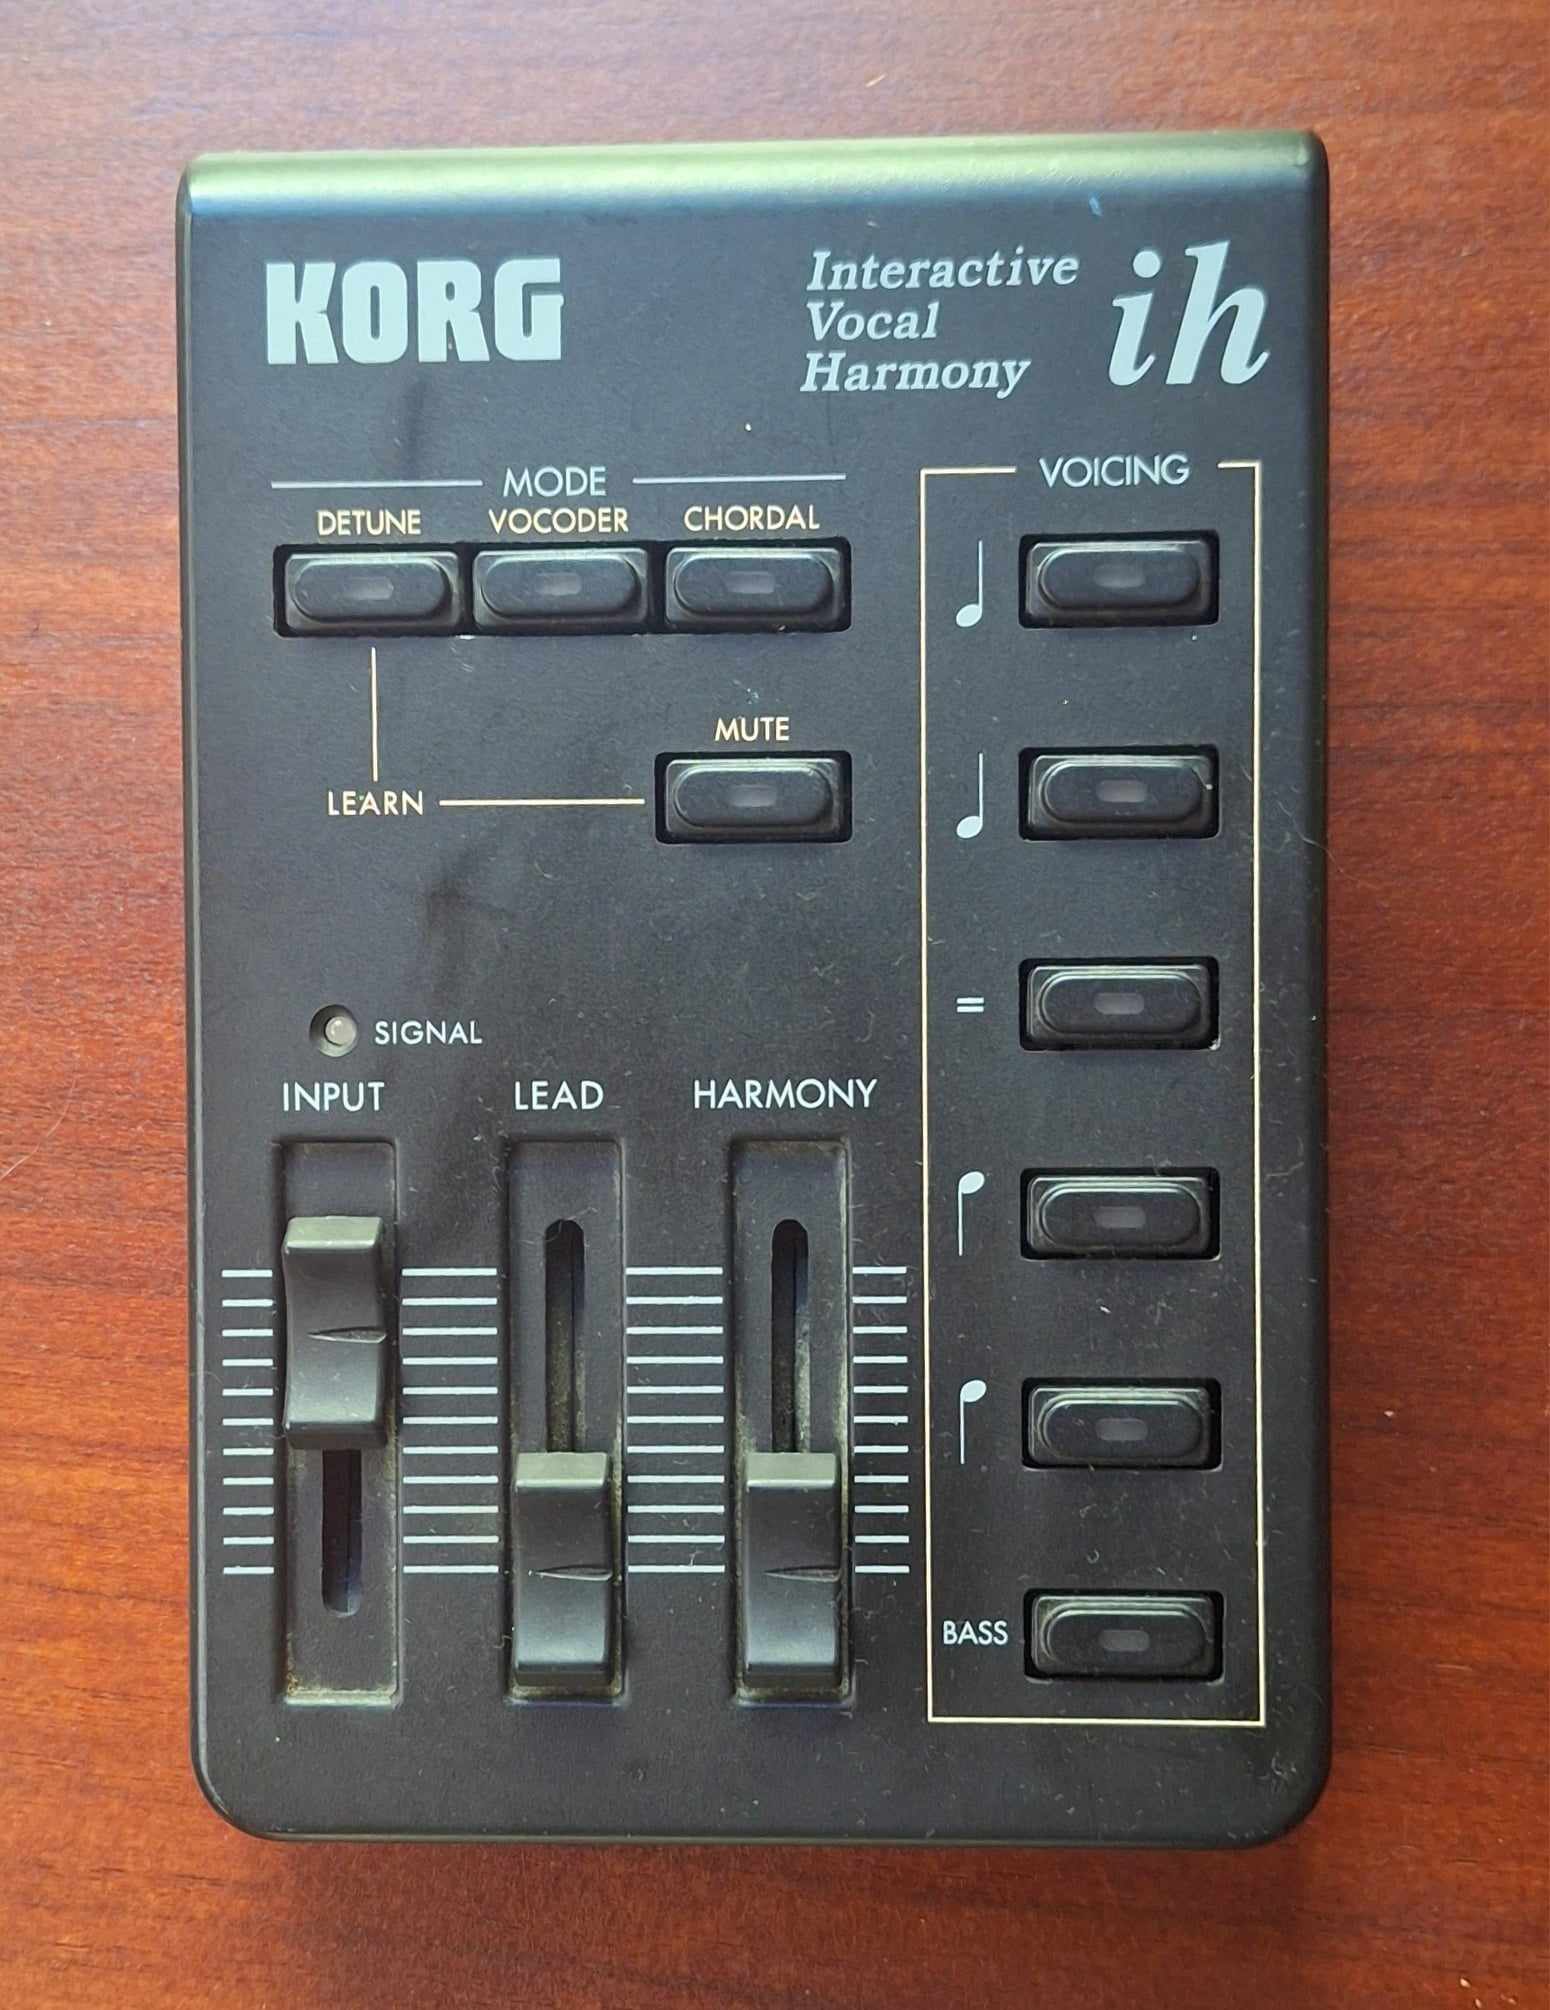 KORG
Interactive
Vocal
Harmony
ih
MODE
DETUNE VOCODER CHORDAL
VOICING
MUTE
LEARN
=
SIGNAL
INPUT LEAD HARMONY
BASS